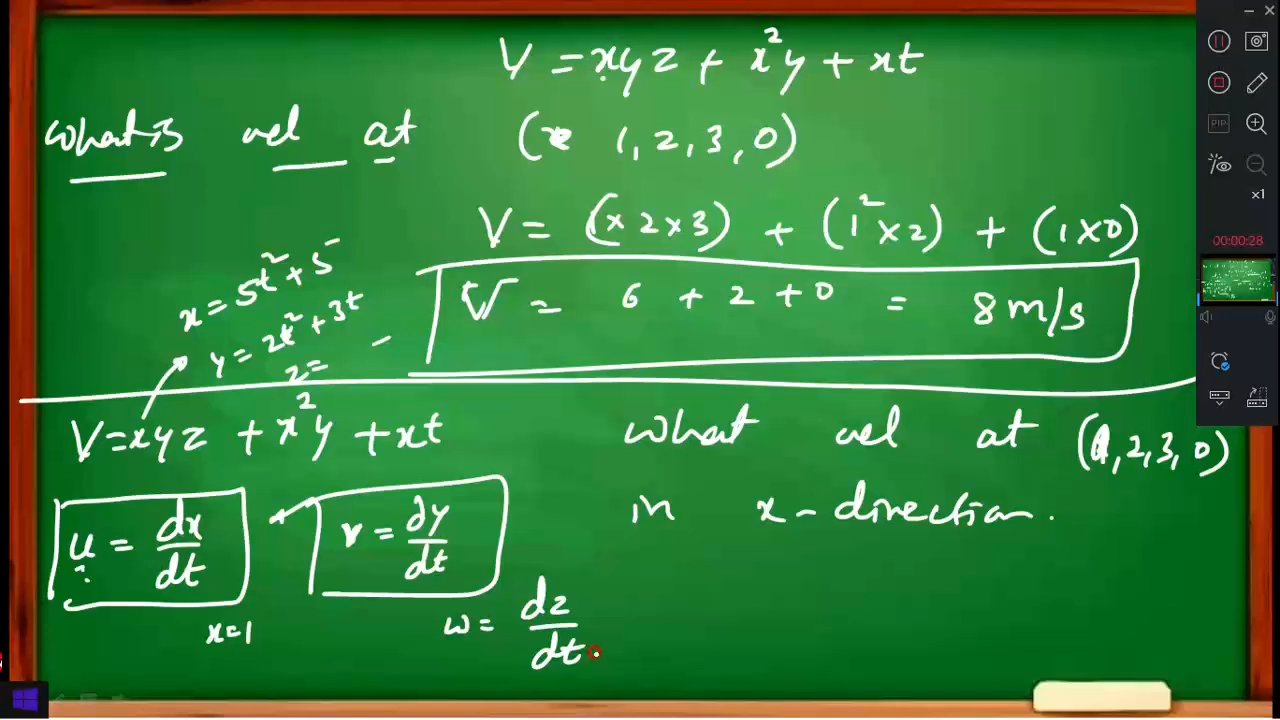 V = xyz + x²y + xt
what is vel at (x 1, 2, 3, 0)
V = (1 × 2 × 3) + (1² × 2) + (1 × 0)
V = 6 + 2 + 0 = 8 m/s
x = 5t² + 5
y = 2t² + 3t
z = –
V = xyz + x²y + xt
what vel at (1, 2, 3, 0)
in x - direction.
u = dx/dt
v = ∂y/dt
x=1
w = dz/dt
PIP
×1
00:00:28